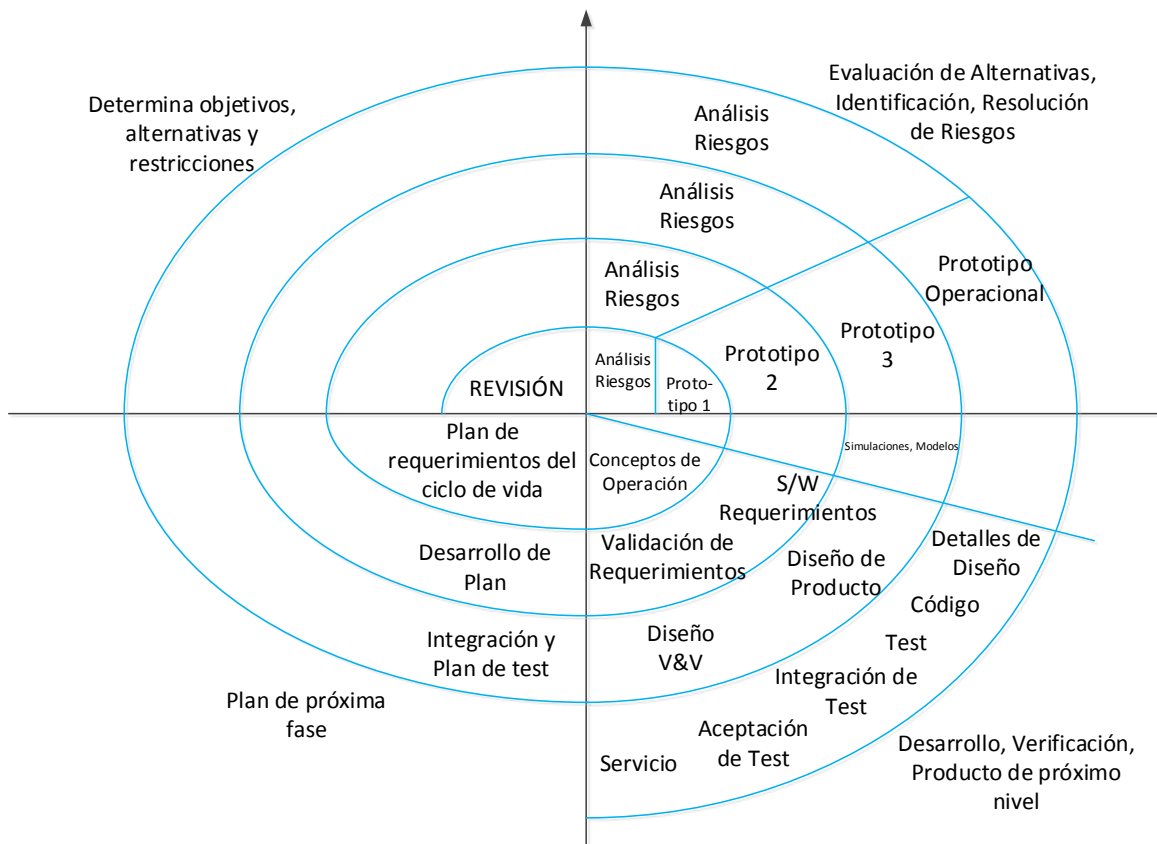 Determina objetivos,
alternativas y
restricciones
Evaluación de Alternativas,
Identificación, Resolución
de Riesgos
Análisis
Riesgos
Análisis
Riesgos
Análisis
Riesgos
Análisis
Riesgos
Prototipo
Operacional
Prototipo
3
Prototipo
2
Proto-
tipo 1
REVISIÓN
Plan de
requerimientos del
ciclo de vida
Conceptos de
Operación
Simulaciones, Modelos
S/W
Requerimientos
Desarrollo de
Plan
Validación de
Requerimientos
Diseño de
Producto
Detalles de
Diseño
Código
Test
Integración y
Plan de test
Diseño
V&V
Integración de
Test
Aceptación
de Test
Servicio
Plan de próxima
fase
Desarrollo, Verificación,
Producto de próximo
nivel